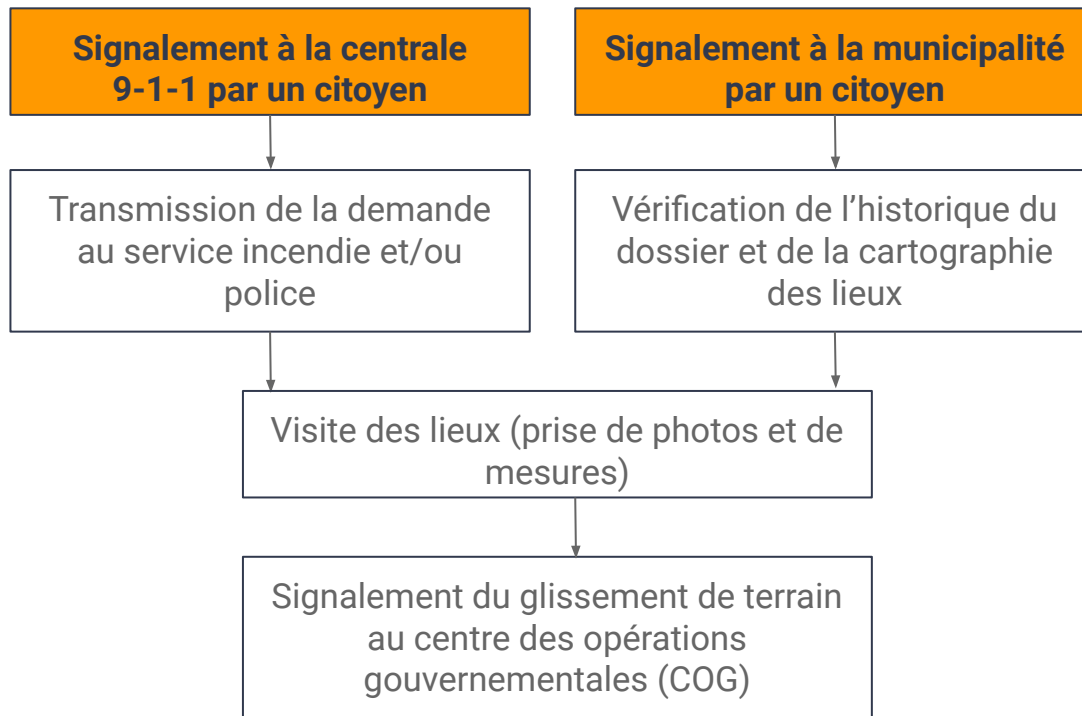 Signalement à la centrale
9-1-1 par un citoyen
Signalement à la municipalité
par un citoyen
Transmission de la demande
au service incendie et/ou
police
Vérification de l’historique du
dossier et de la cartographie
des lieux
Visite des lieux (prise de photos et de
mesures)
Signalement du glissement de terrain
au centre des opérations
gouvernementales (COG)